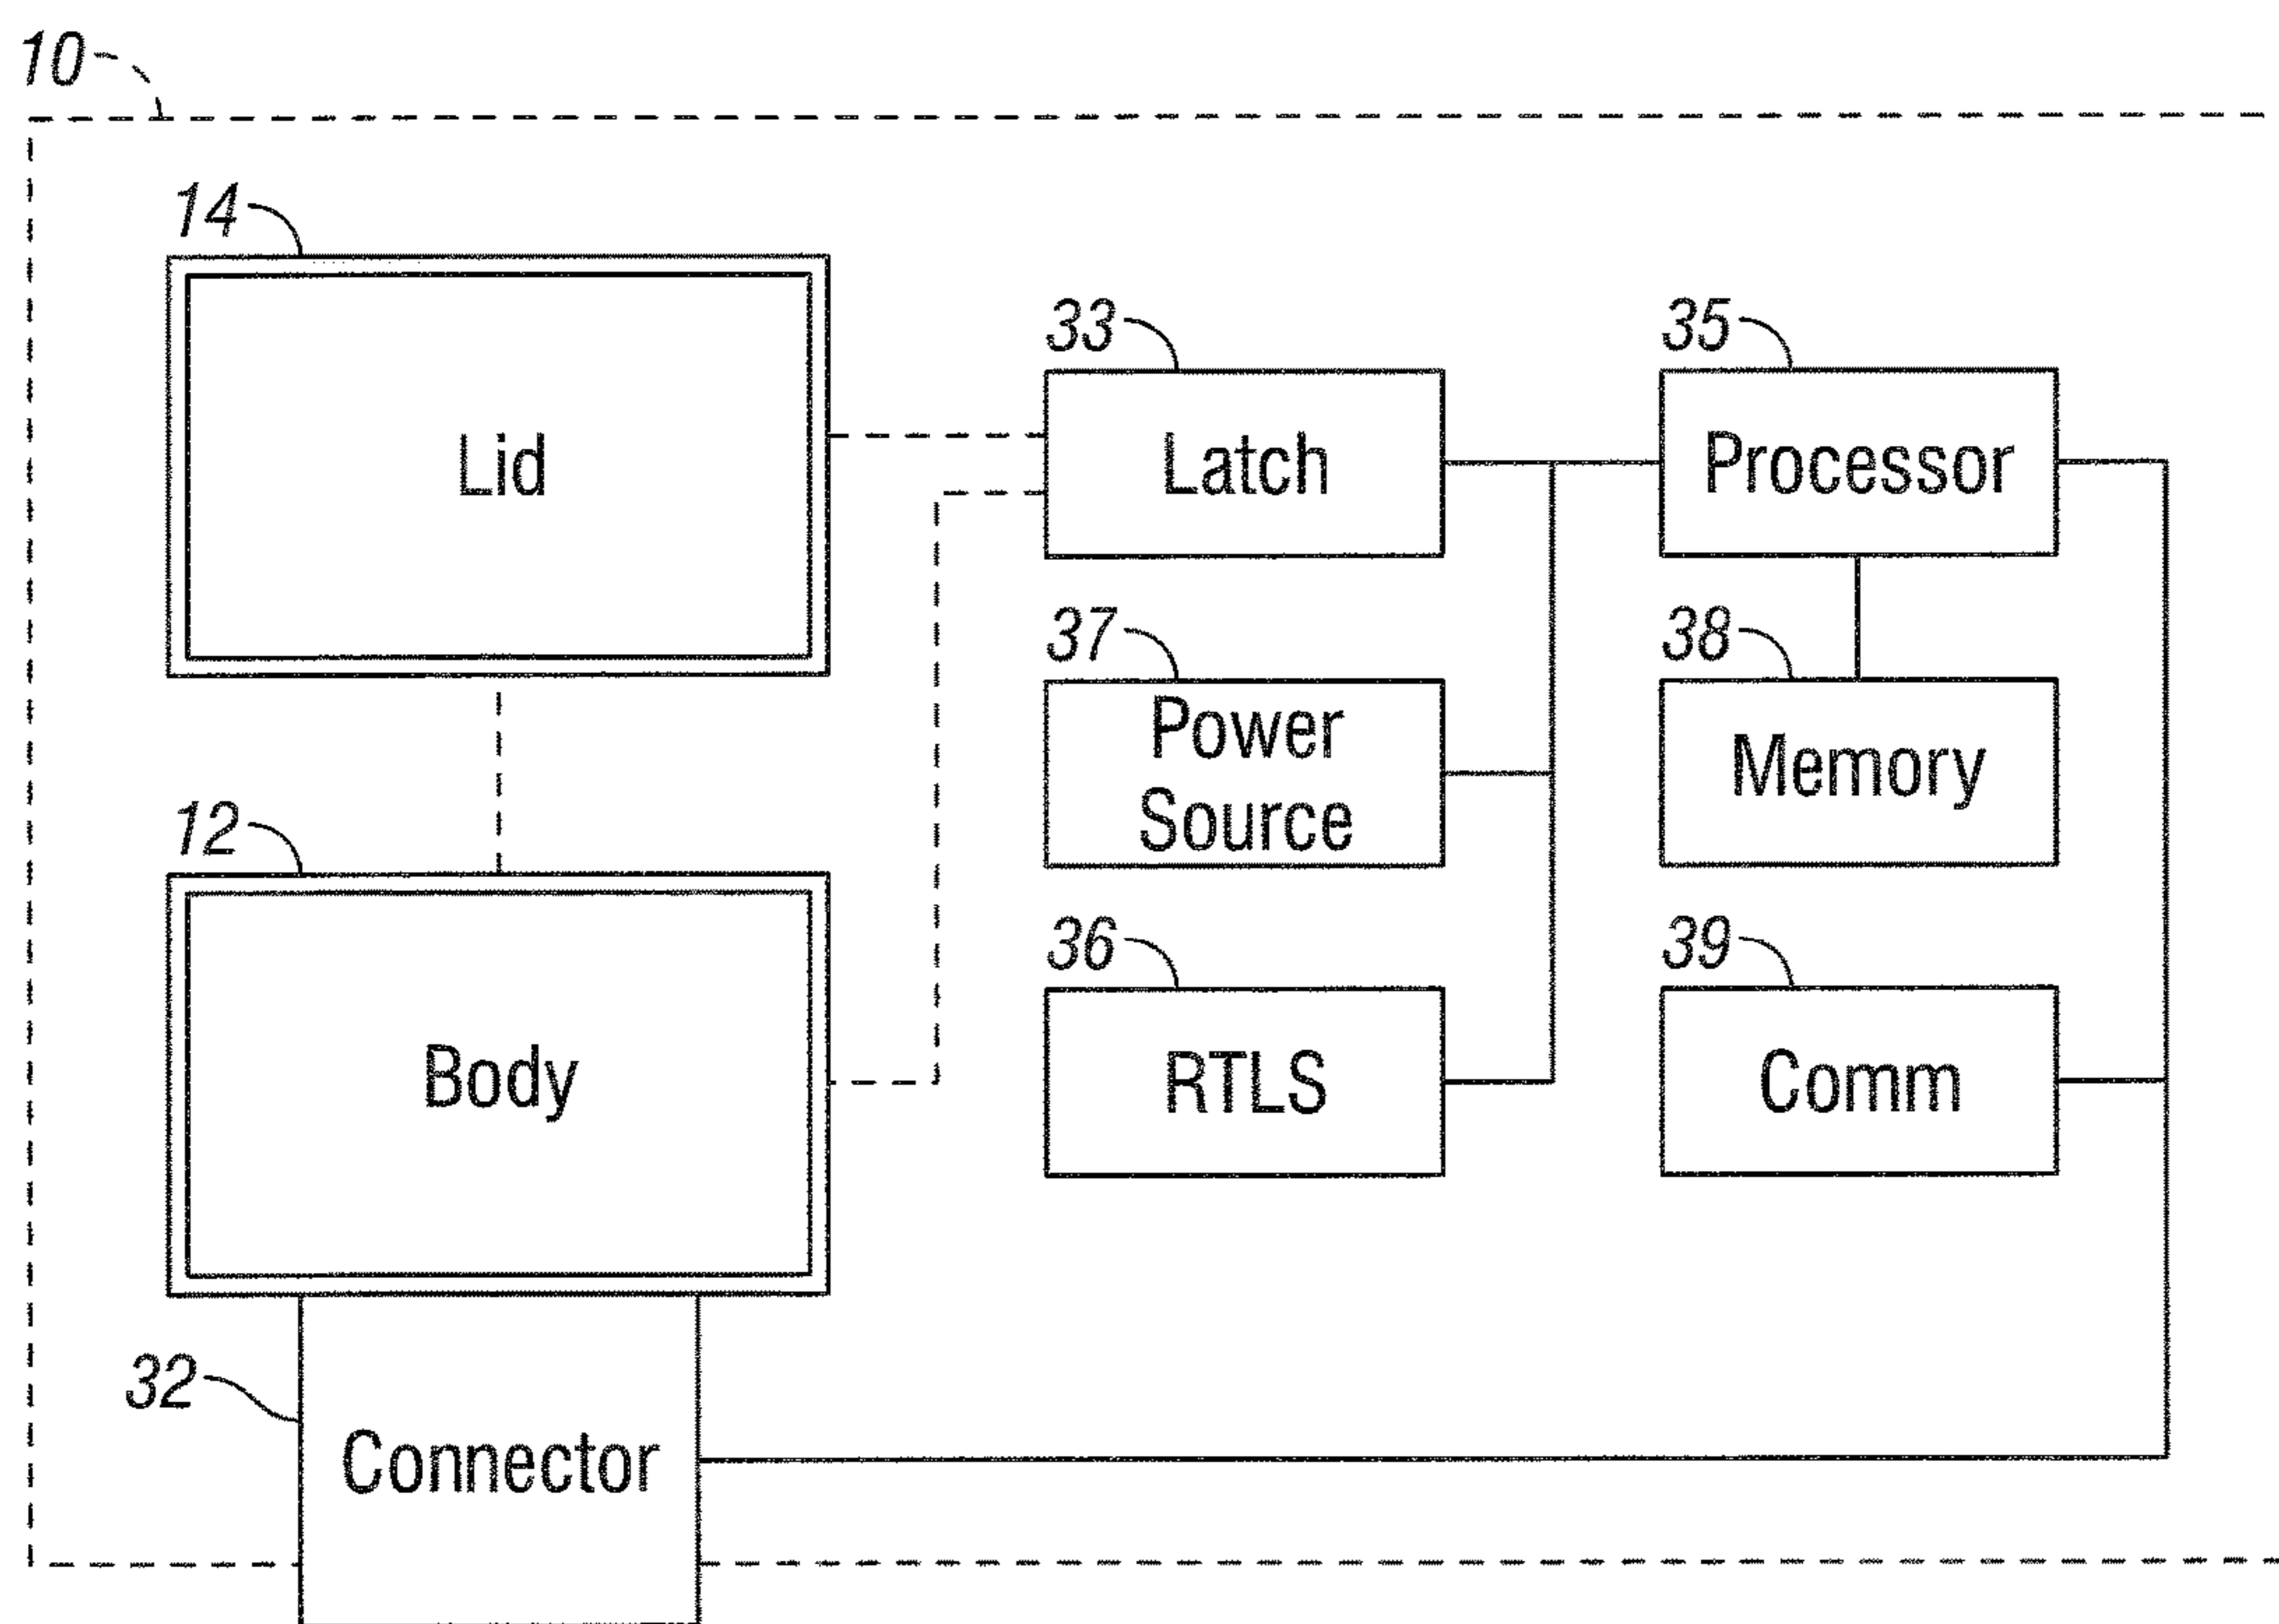 10
14
Lid
33
Latch
35
Processor
37
Power
Source
38
Memory
12
Body
36
RTLS
39
Comm
32
Connector